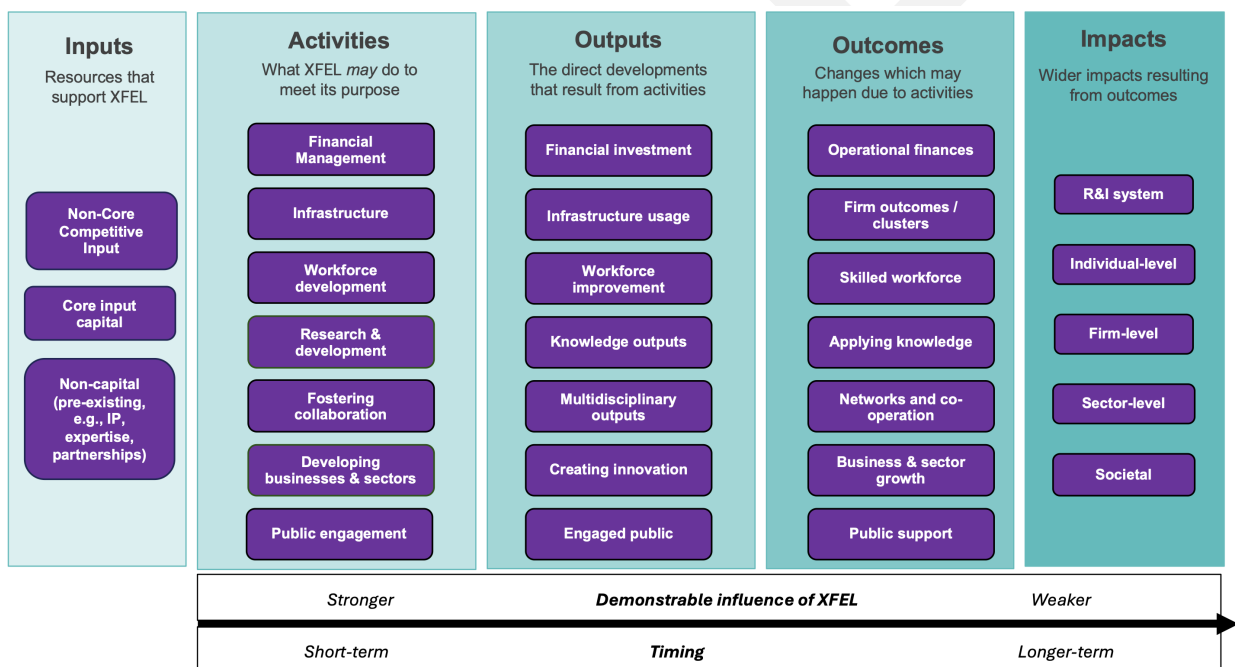 Inputs
Resources that
support XFEL
Non-Core
Competitive
Input
Core input
capital
Non-capital
(pre-existing,
e.g., IP,
expertise,
partnerships)
Activities
What XFEL may do to
meet its purpose
Financial
Management
Infrastructure
Workforce
development
Research &
development
Fostering
collaboration
Developing
businesses & sectors
Public engagement
Outputs
The direct developments
that result from activities
Financial investment
Infrastructure usage
Workforce
improvement
Knowledge outputs
Multidisciplinary
outputs
Creating innovation
Engaged public
Outcomes
Changes which may
happen due to activities
Operational finances
Firm outcomes /
clusters
Skilled workforce
Applying knowledge
Networks and co-
operation
Business & sector
growth
Public support
Impacts
Wider impacts resulting
from outcomes
R&I system
Individual-level
Firm-level
Sector-level
Societal
Stronger Demonstrable influence of XFEL Weaker
Short-term Timing Longer-term